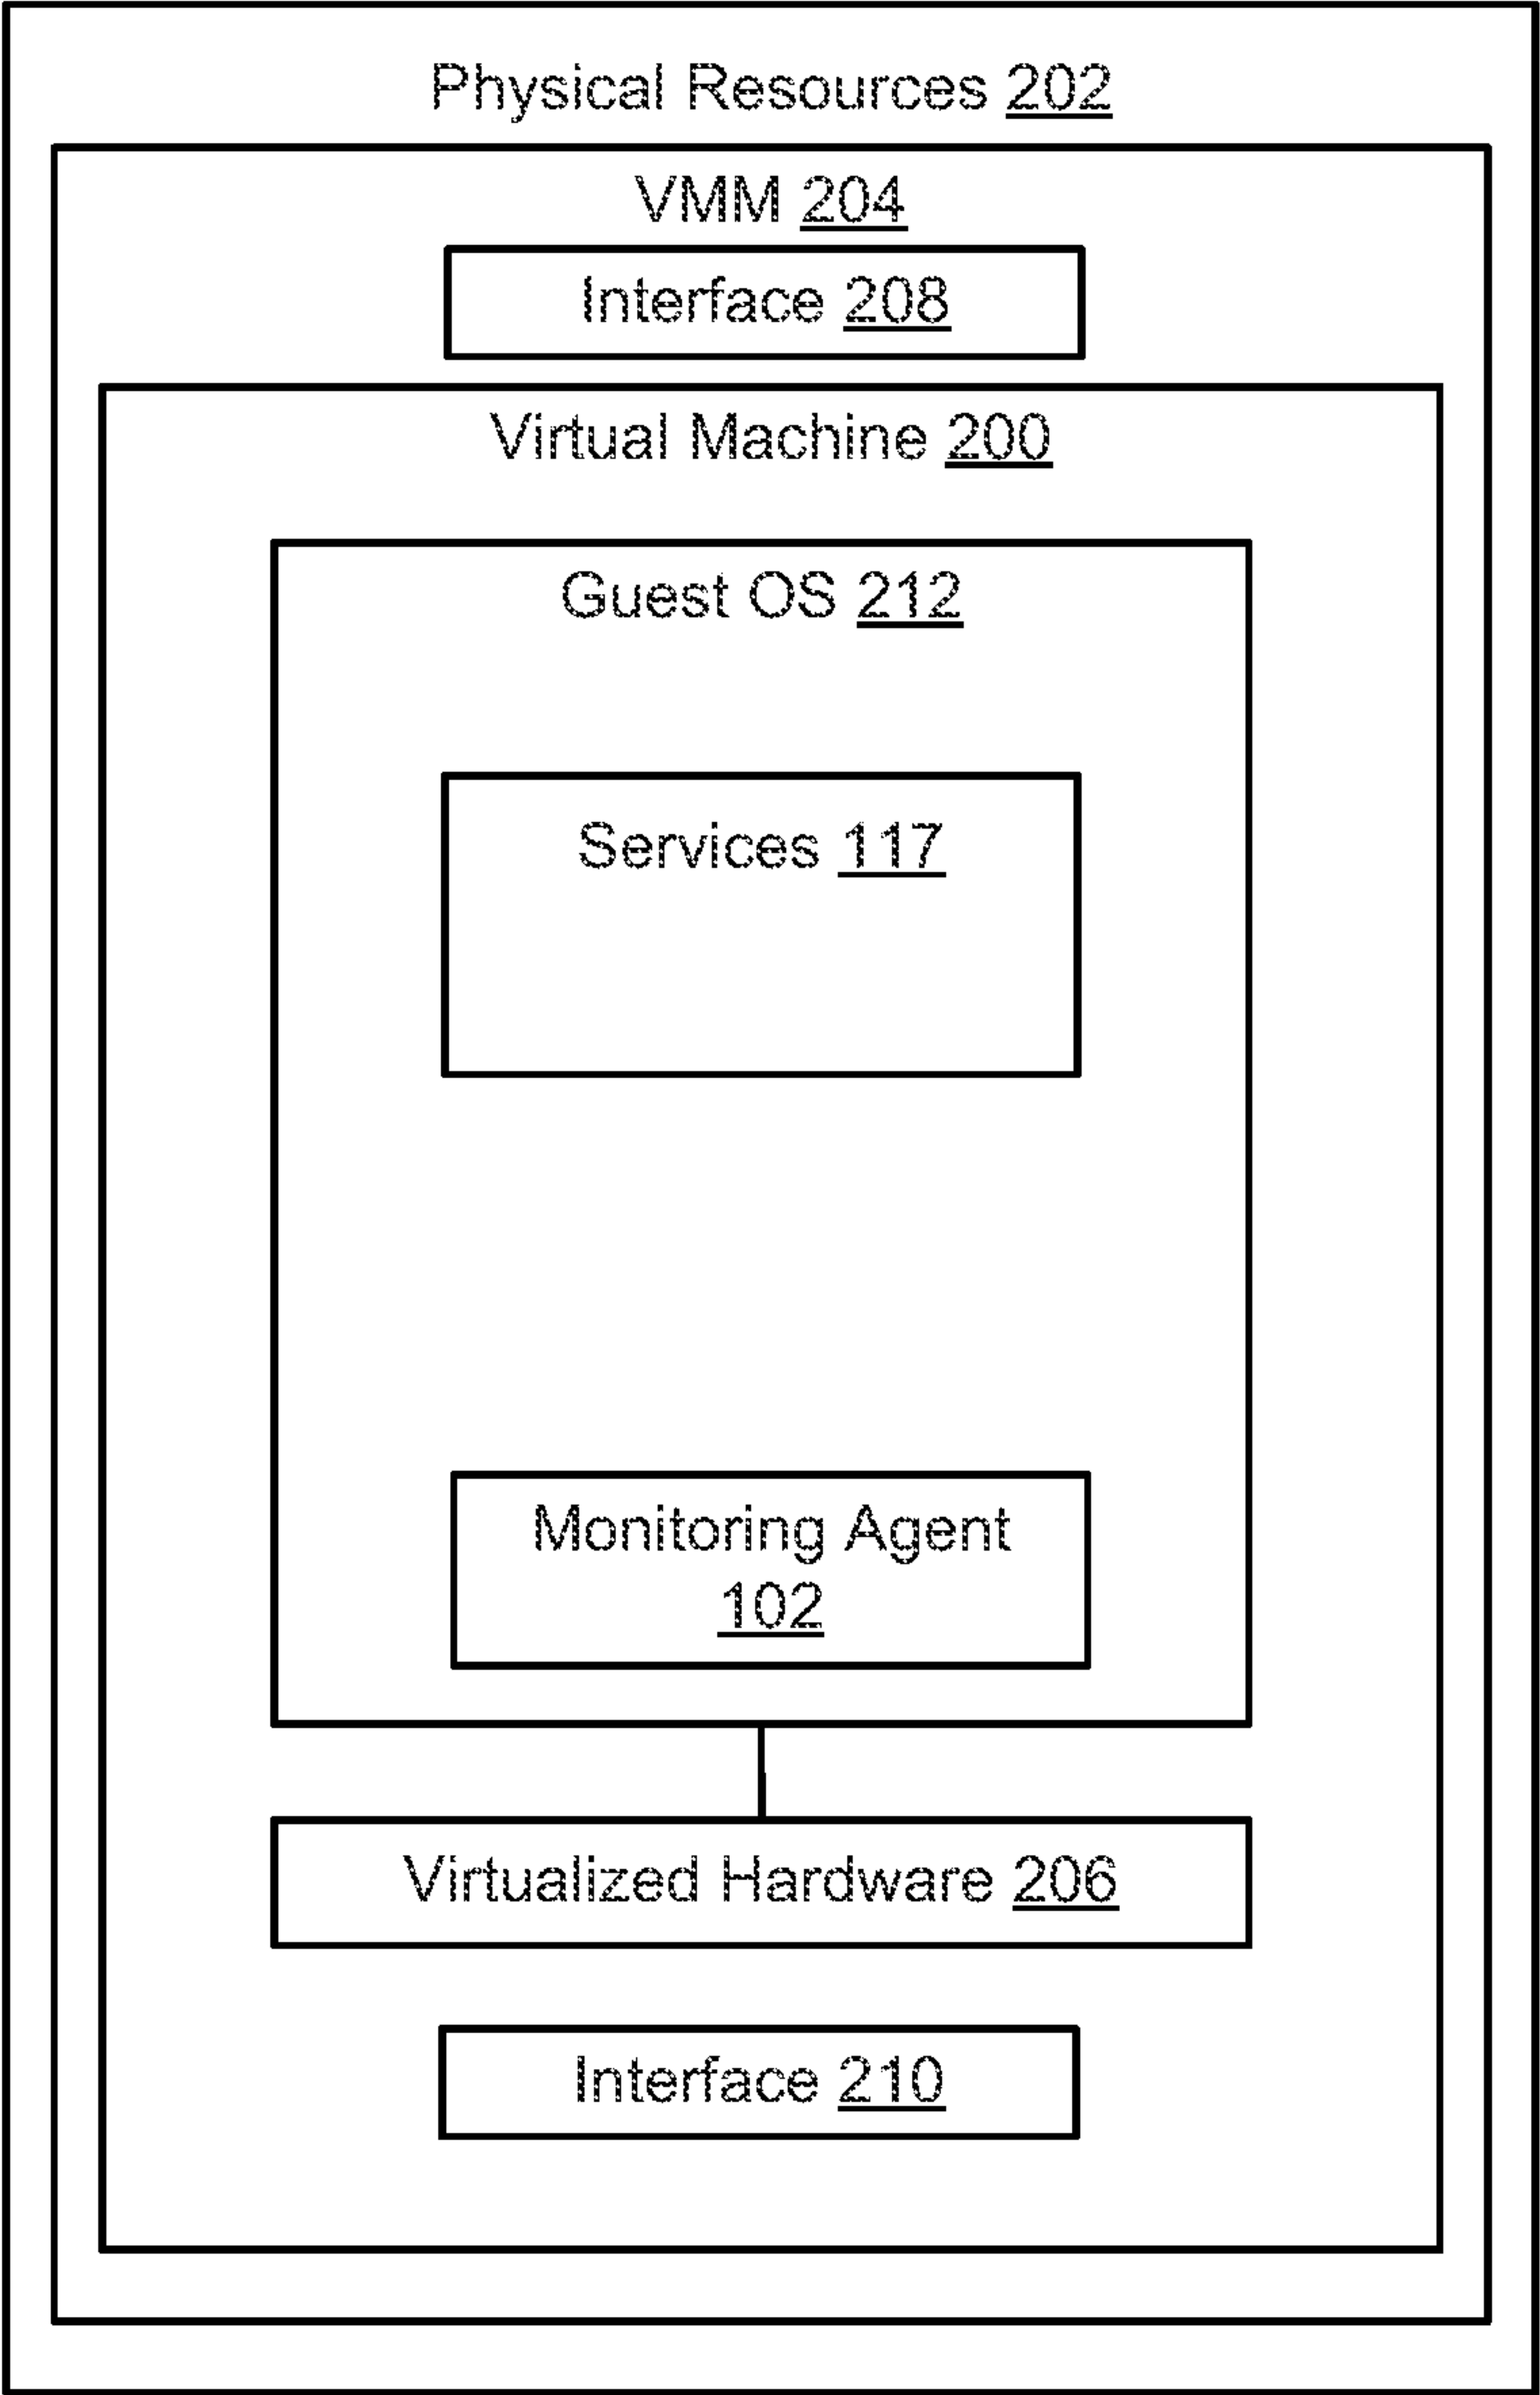 Physical Resources 202
VMM 204
Interface 208
Virtual Machine 200
Guest OS 212
Services 117
Monitoring Agent
102
Virtualized Hardware 206
Interface 210